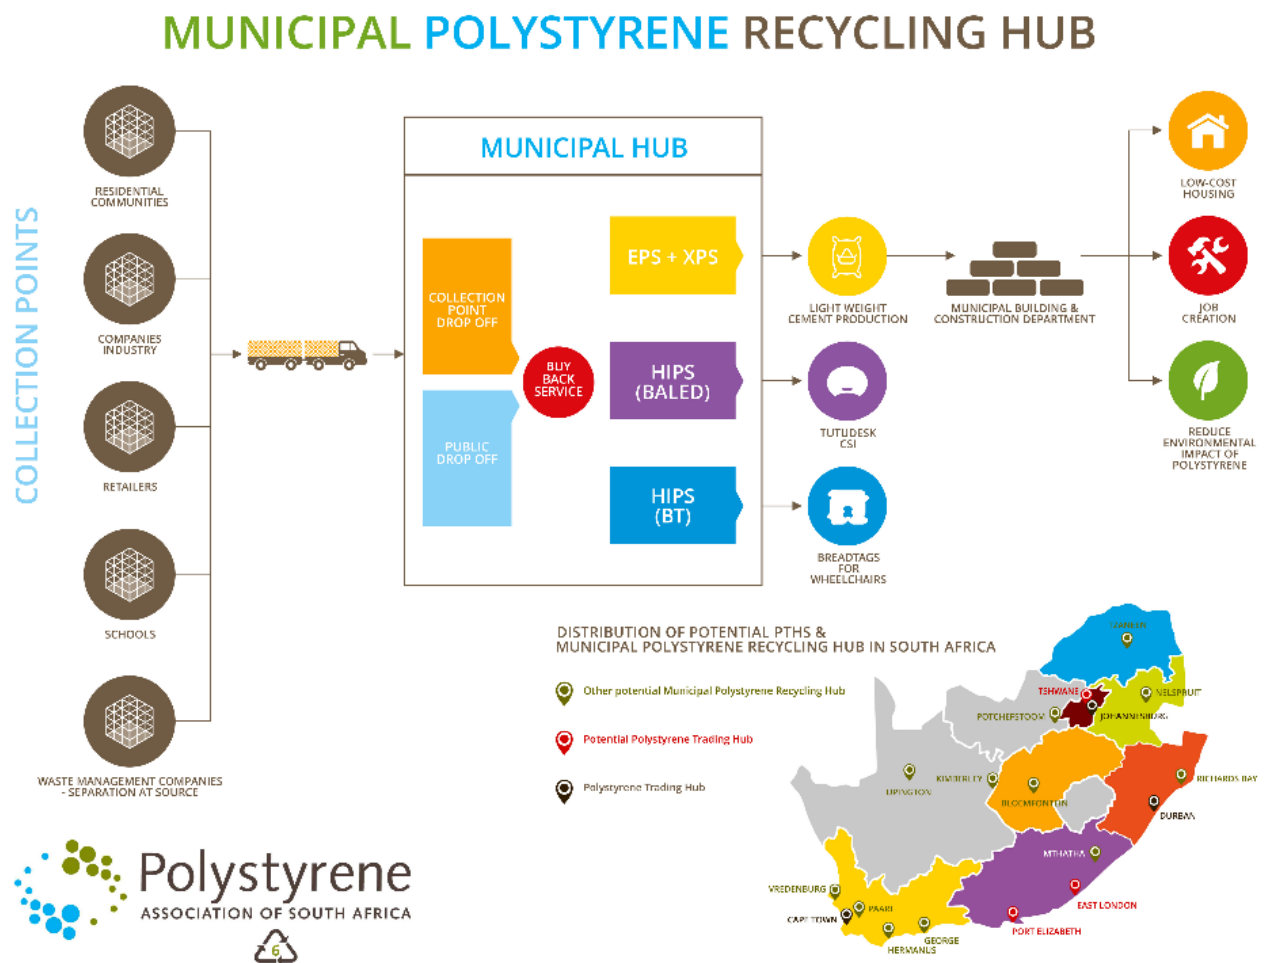 MUNICIPAL POLYSTYRENE RECYCLING HUB
COLLECTION POINTS
RESIDENTIAL
COMMUNITIES
COMPANIES
INDUSTRY
RETAILERS
SCHOOLS
WASTE MANAGEMENT COMPANIES
- SEPARATION AT SOURCE
MUNICIPAL HUB
COLLECTION
POINT
DROP OFF
PUBLIC
DROP OFF
BUY
BACK
SERVICE
EPS + XPS
HIPS
(BALED)
HIPS
(BT)
LIGHT WEIGHT
CEMENT PRODUCTION
TUTUDESK
CSI
BREADTAGS
FOR
WHEELCHAIRS
MUNICIPAL BUILDING &
CONSTRUCTION DEPARTMENT
LOW-COST
HOUSING
JOB
CREATION
REDUCE
ENVIRONMENTAL
IMPACT OF
POLYSTYRENE
DISTRIBUTION OF POTENTIAL PTHS &
MUNICIPAL POLYSTYRENE RECYCLING HUB IN SOUTH AFRICA
Other potential Municipal Polystyrene Recycling Hub
Potential Polystyrene Trading Hub
Polystyrene Trading Hub
TZANEEN
TSHWANE
NELSPRUIT
POTCHEFSTOOM
JOHANNESBURG
UPINGTON
KIMBERLEY
BLOEMFONTEIN
RICHARDS BAY
DURBAN
MTHATHA
EAST LONDON
PORT ELIZABETH
VREDENBURG
PAARL
CAPE TOWN
GEORGE
HERMANUS
Polystyrene
ASSOCIATION OF SOUTH AFRICA
6